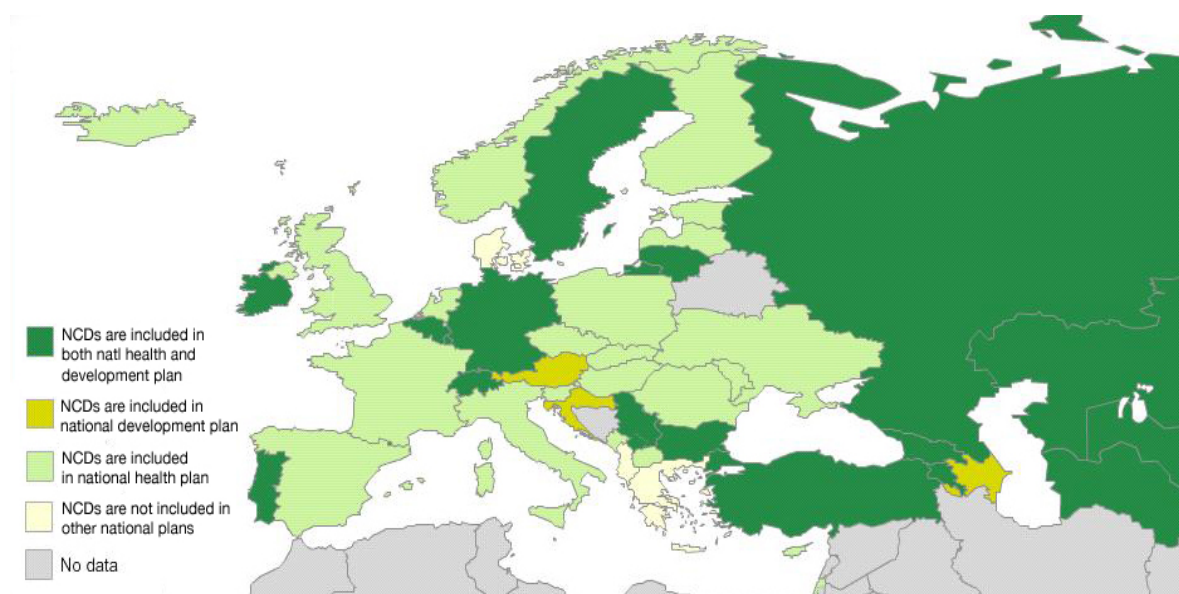 NCDs are included in
both natl health and
development plan
NCDs are included in
national development plan
NCDs are included
in national health plan
NCDs are not included in
other national plans
No data